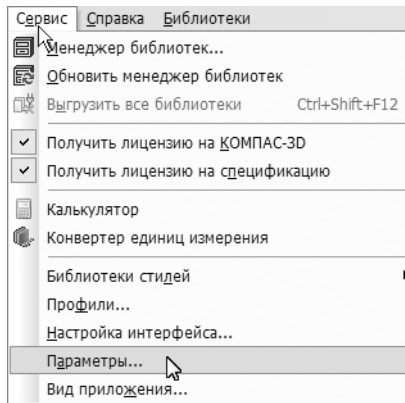 Сервис Справка Библиотеки
Менеджер библиотек...
Обновить менеджер библиотек
Выгрузить все библиотеки Ctrl+Shift+F12
Получить лицензию на КОМПАС-3D
Получить лицензию на спецификацию
Калькулятор
Конвертер единиц измерения
Библиотеки стилей
Профили...
Настройка интерфейса...
Параметры...
Вид приложения...